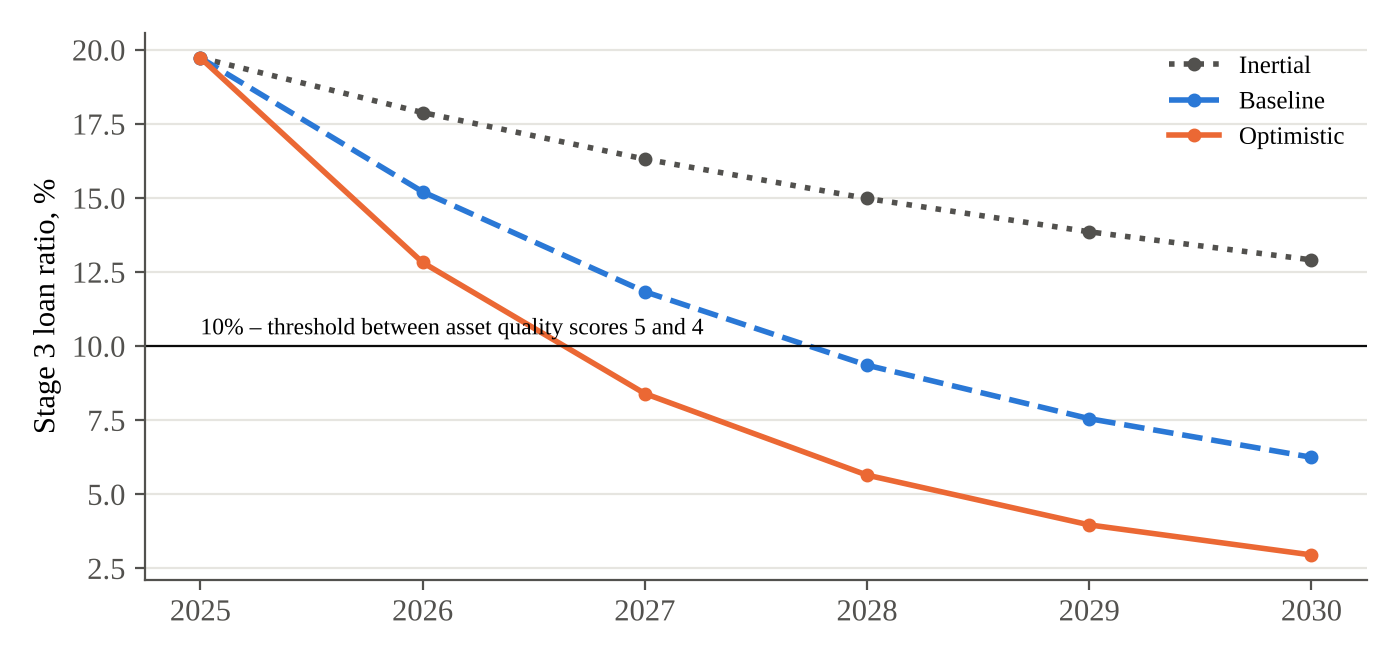 Inertial
Baseline
Optimistic
Stage 3 loan ratio, %
20.0
17.5
15.0
12.5
10.0
7.5
5.0
2.5
10% – threshold between asset quality scores 5 and 4
2025 2026 2027 2028 2029 2030